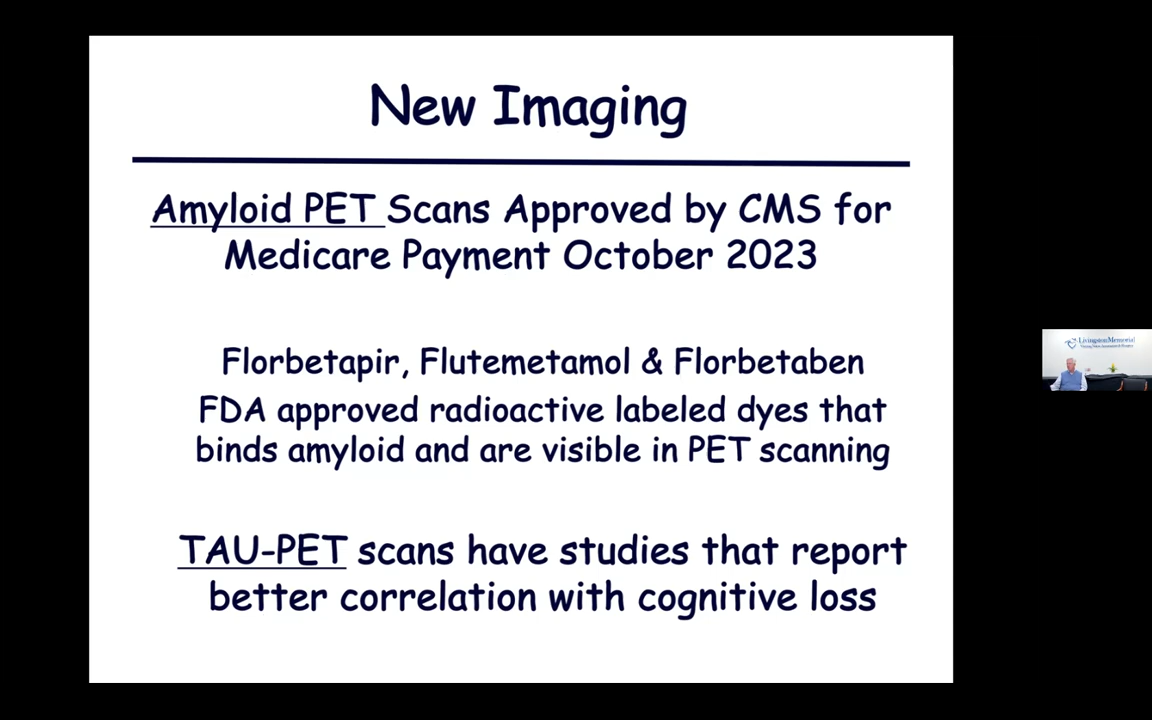 New Imaging
Amyloid PET Scans Approved by CMS for
Medicare Payment October 2023
Florbetapir, Flutemetamol & Florbetaben
FDA approved radioactive labeled dyes that
binds amyloid and are visible in PET scanning
TAU-PET scans have studies that report
better correlation with cognitive loss
LivingstonMemorial